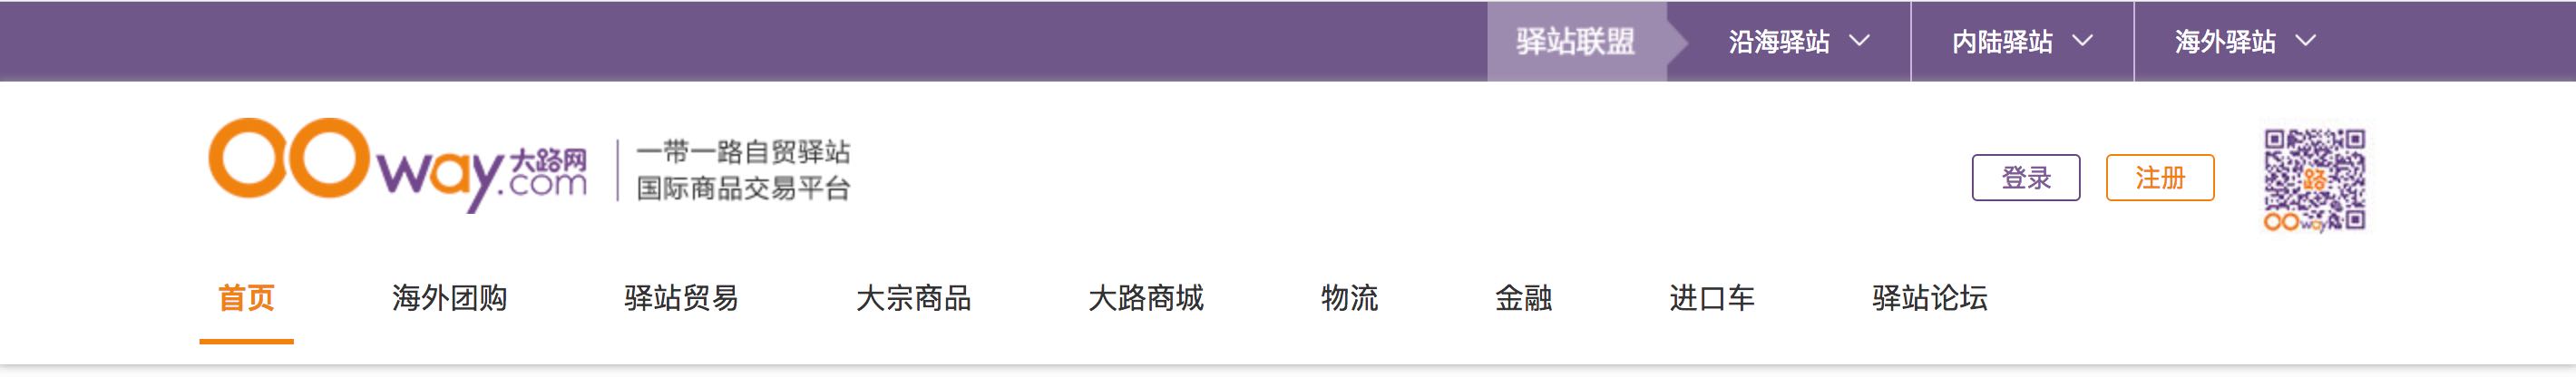 驿站联盟 沿海驿站 内陆驿站 海外驿站
ooway.com 大路网
一带一路自贸驿站
国际商品交易平台
登录 注册
路
ooway
首页 海外团购 驿站贸易 大宗商品 大路商城 物流 金融 进口车 驿站论坛